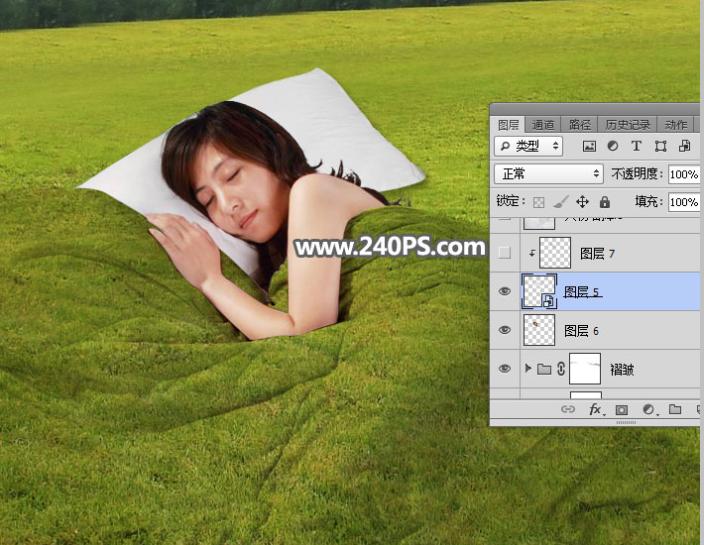 www.240PS.com
图层 通道 路径 历史记录 动作
类型 T
正常 不透明度: 100%
锁定: 填充: 100%
图层 7
图层 5
图层 6
褶皱
fx